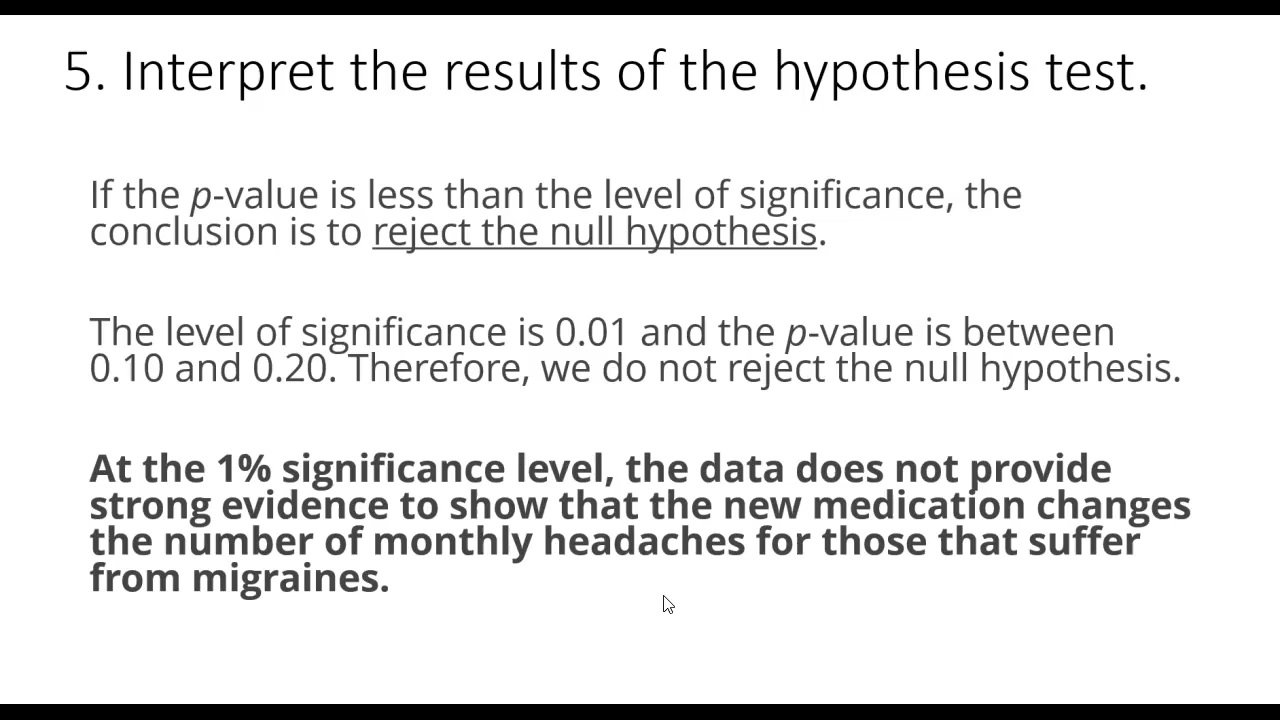 5. Interpret the results of the hypothesis test.
If the p-value is less than the level of significance, the
conclusion is to reject the null hypothesis.
The level of significance is 0.01 and the p-value is between
0.10 and 0.20. Therefore, we do not reject the null hypothesis.
At the 1% significance level, the data does not provide
strong evidence to show that the new medication changes
the number of monthly headaches for those that suffer
from migraines.